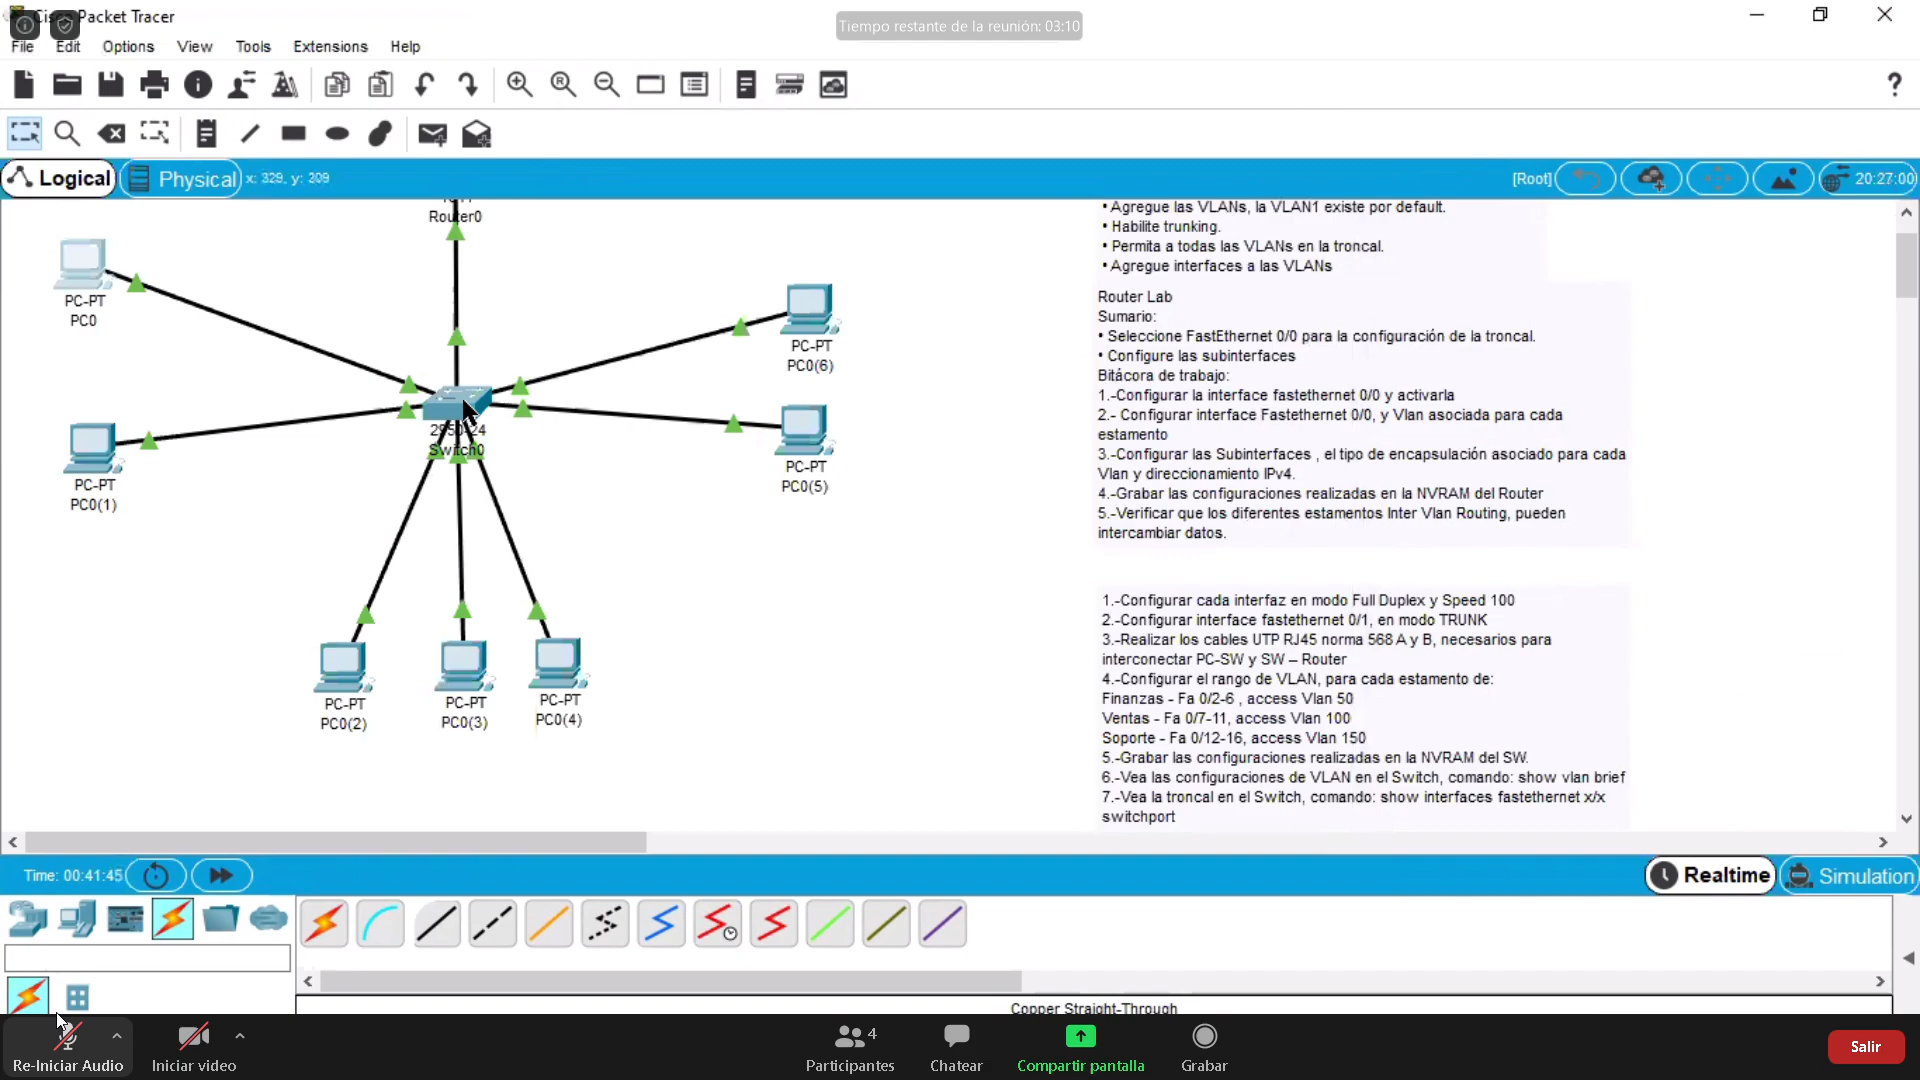 Cisco Packet Tracer
Tiempo restante de la reunión: 03:10
File Edit Options View Tools Extensions Help
Logical Physical x: 329, y: 209 [Root] 20:27:00
Router0
PC-PT
PC0
PC-PT
PC0(1)
2950-24
Switch0
PC-PT
PC0(6)
PC-PT
PC0(5)
PC-PT
PC0(2)
PC-PT
PC0(3)
PC-PT
PC0(4)
• Agregue las VLANs, la VLAN1 existe por default.
• Habilite trunking.
• Permita a todas las VLANs en la troncal.
• Agregue interfaces a las VLANs
Router Lab
Sumario:
• Seleccione FastEthernet 0/0 para la configuración de la troncal.
• Configure las subinterfaces
Bitácora de trabajo:
1.-Configurar la interface fastethernet 0/0 y activarla
2.- Configurar interface Fastethernet 0/0, y Vlan asociada para cada
estamento
3.-Configurar las Subinterfaces , el tipo de encapsulación asociado para cada
Vlan y direccionamiento IPv4.
4.-Grabar las configuraciones realizadas en la NVRAM del Router
5.-Verificar que los diferentes estamentos Inter Vlan Routing, pueden
intercambiar datos.
1.-Configurar cada interfaz en modo Full Duplex y Speed 100
2.-Configurar interface fastethernet 0/1, en modo TRUNK
3.-Realizar los cables UTP RJ45 norma 568 A y B, necesarios para
interconectar PC-SW y SW – Router
4.-Configurar el rango de VLAN, para cada estamento de:
Finanzas - Fa 0/2-6 , access Vlan 50
Ventas - Fa 0/7-11, access Vlan 100
Soporte - Fa 0/12-16, access Vlan 150
5.-Grabar las configuraciones realizadas en la NVRAM del SW.
6.-Vea las configuraciones de VLAN en el Switch, comando: show vlan brief
7.-Vea la troncal en el Switch, comando: show interfaces fastethernet x/x
switchport
Time: 00:41:45 Realtime Simulation
Copper Straight-Through
Re-Iniciar Audio Iniciar video Participantes 4 Chatear Compartir pantalla Grabar Salir